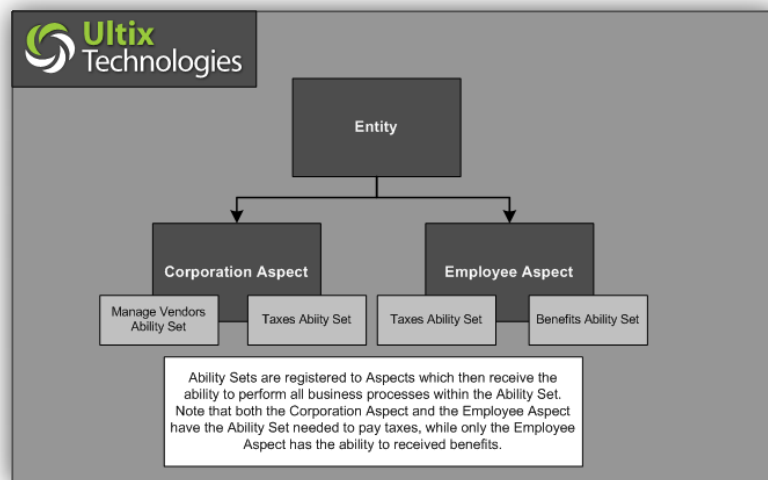 Ultix
Technologies
Entity
Corporation Aspect
Employee Aspect
Manage Vendors
Ability Set
Taxes Abiity Set
Taxes Ability Set
Benefits Ability Set
Ability Sets are registered to Aspects which then receive the
ability to perform all business processes within the Ability Set.
Note that both the Corporation Aspect and the Employee Aspect
have the Ability Set needed to pay taxes, while only the Employee
Aspect has the ability to received benefits.